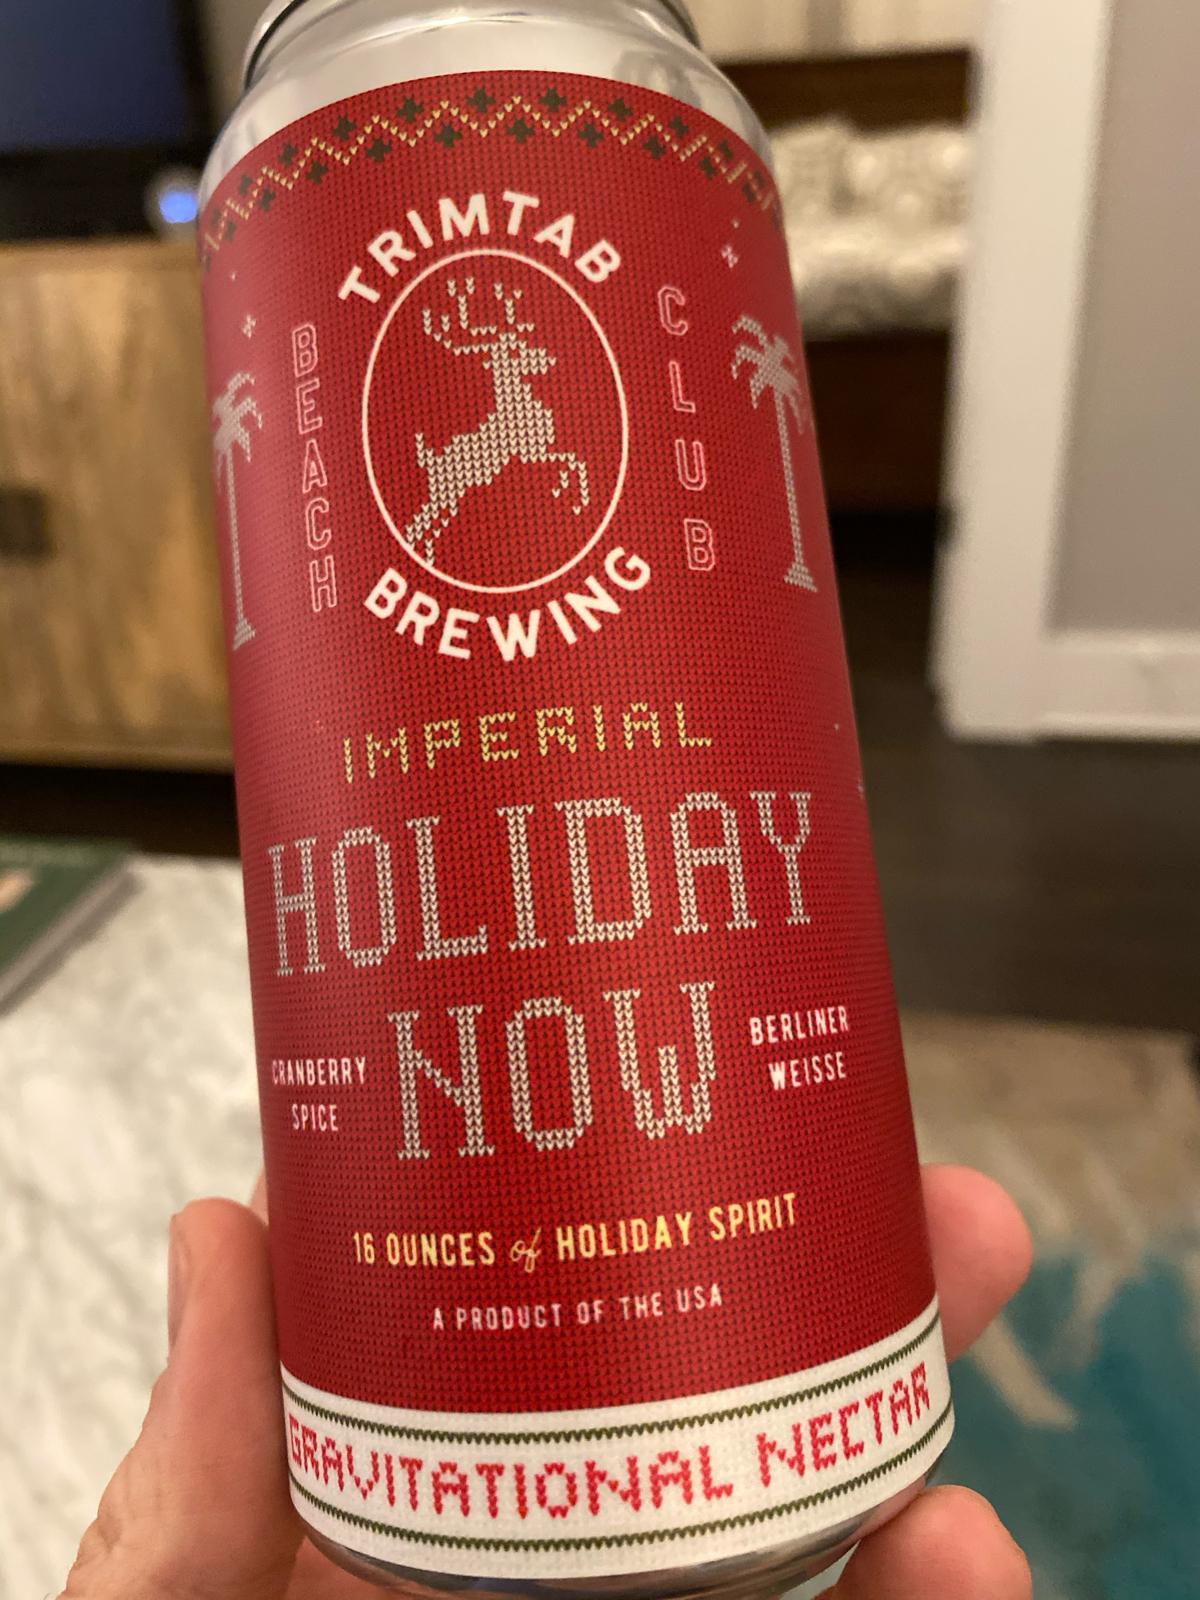 TRIMTAB
BEACH
CLUB
BREWING
IMPERIAL
HOLIDAY
NOW
CRANBERRY
SPICE
BERLINER
WEISSE
16 OUNCES of HOLIDAY SPIRIT
A PRODUCT OF THE USA
GRAVITATIONAL NECTAR